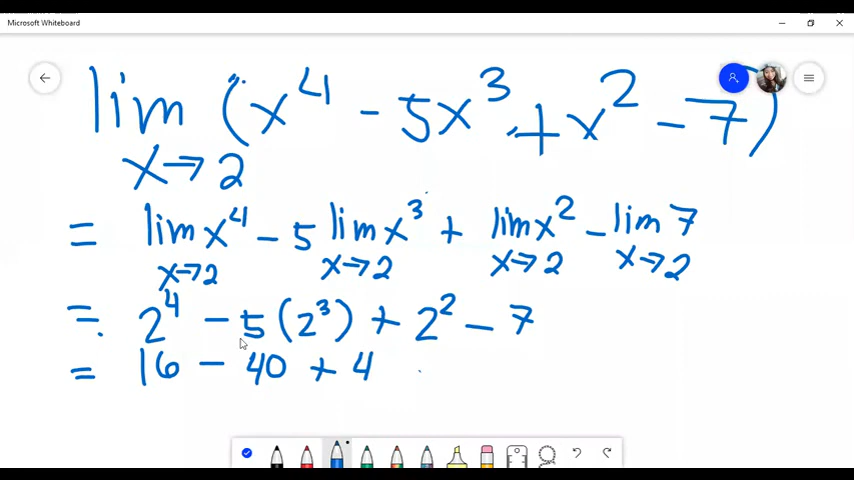 Microsoft Whiteboard
lim (x⁴ - 5x³ + x² - 7)
x→2
= lim x⁴ - 5 lim x³ + lim x² - lim 7
x→2 x→2 x→2 x→2
= 2⁴ - 5(2³) + 2² - 7
= 16 - 40 + 4